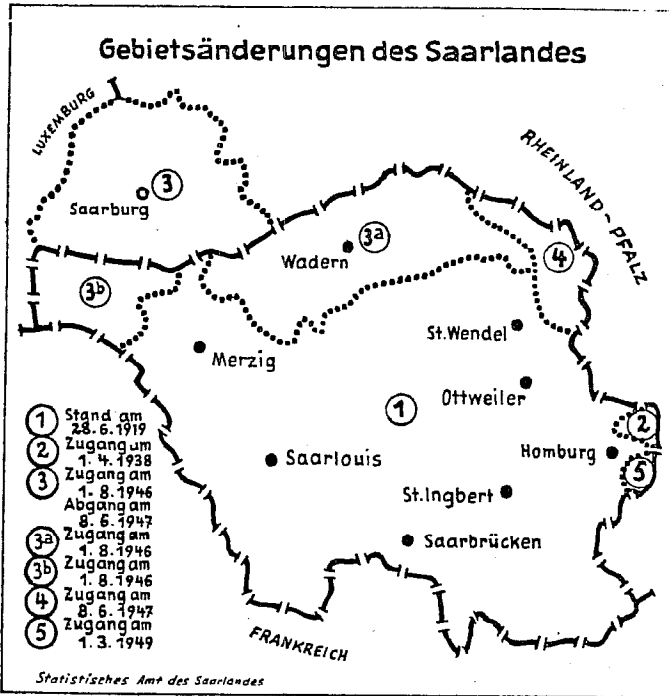 Gebietsänderungen des Saarlandes
LUXEMBURG
RHEINLAND-PFALZ
3
Saarburg
3a
Wadern
4
3b
St.Wendel
Merzig
Ottweiler
1
2
Homburg
5
Saarlouis
St.Ingbert
Saarbrücken
FRANKREICH
1 Stand am
28.6.1919
2 Zugang um
1.4.1938
3 Zugang am
1.8.1946
Abgang am
8.6.1947
3a Zugang am
1.8.1946
3b Zugang am
1.8.1946
4 Zugang am
8.6.1947
5 Zugang am
1.3.1949
Statistisches Amt des Saarlandes